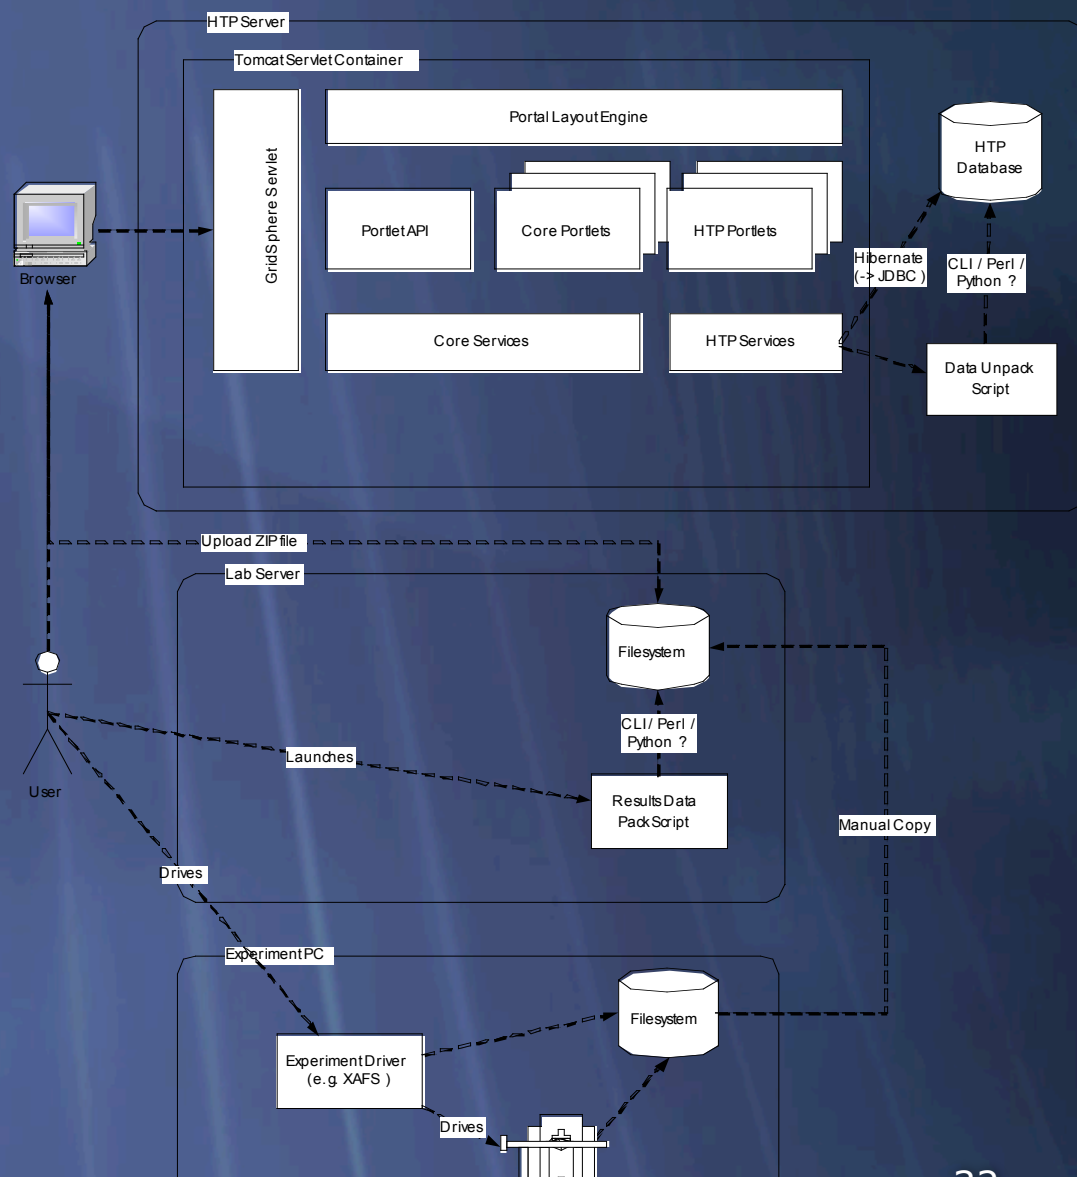 HTP Server
Tomcat Servlet Container
GridSphere Servlet
Portal Layout Engine
Portlet API
Core Portlets
HTP Portlets
HTP
Database
Browser
Hibernate
(-> JDBC )
CLI / Perl /
Python ?
Core Services
HTP Services
Data Unpack
Script
Upload ZIP file
Lab Server
Filesystem
CLI / Perl /
Python ?
Launches
User
Results Data
Pack Script
Manual Copy
Drives
Experiment PC
Filesystem
Experiment Driver
(e.g. XAFS )
Drives